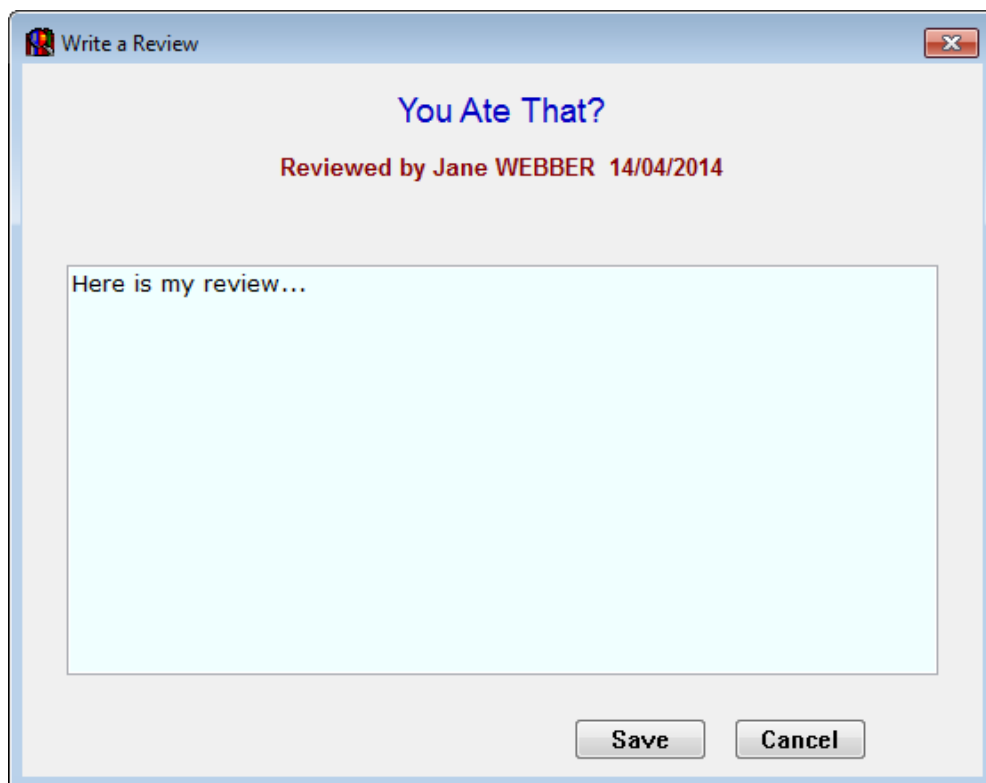 Write a Review
You Ate That?
Reviewed by Jane WEBBER  14/04/2014
Here is my review...
Save
Cancel